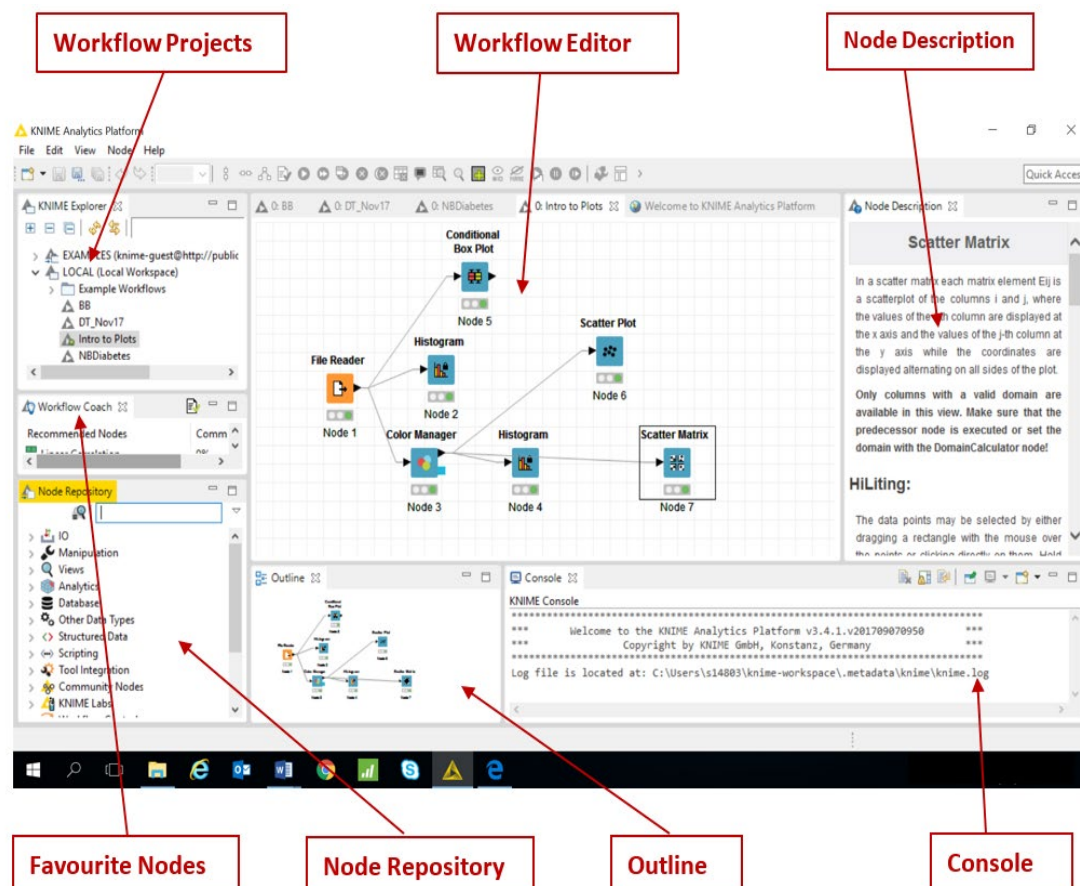 Workflow Projects
Workflow Editor
Node Description
KNIME Analytics Platform
File Edit View Node Help
Quick Acces
KNIME Explorer
EXAMPLES (knime-guest@http://public
LOCAL (Local Workspace)
Example Workflows
BB
DT_Nov17
Intro to Plots
NBDiabetes
Workflow Coach
Recommended Nodes Comm
Node Repository
IO
Manipulation
Views
Analytics
Database
Other Data Types
Structured Data
Scripting
Tool Integration
Community Nodes
KNIME Labs
0: BB 0: DT_Nov17 0: NBDiabetes 0: Intro to Plots Welcome to KNIME Analytics Platform
Conditional
Box Plot
Node 5
Scatter Plot
Node 6
Histogram
Node 2
File Reader
Node 1
Color Manager
Node 3
Histogram
Node 4
Scatter Matrix
Node 7
Node Description
Scatter Matrix
In a scatter matrix each matrix element Eij is
a scatterplot of the columns i and j, where
the values of the column are displayed at
the x axis and the values of the j-th column at
the y axis while the coordinates are
displayed alternating on all sides of the plot.
Only columns with a valid domain are
available in this view. Make sure that the
predecessor node is executed or set the
domain with the DomainCalculator node!
HiLiting:
The data points may be selected by either
dragging a rectangle with the mouse over
the points or clicking directly on them. Hold
Outline
Console
KNIME Console
*** Welcome to the KNIME Analytics Platform v3.4.1.v201709070950 ***
*** Copyright by KNIME GmbH, Konstanz, Germany ***
Log file is located at: C:\Users\s14803\knime-workspace\.metadata\knime\knime.log
Favourite Nodes
Node Repository
Outline
Console